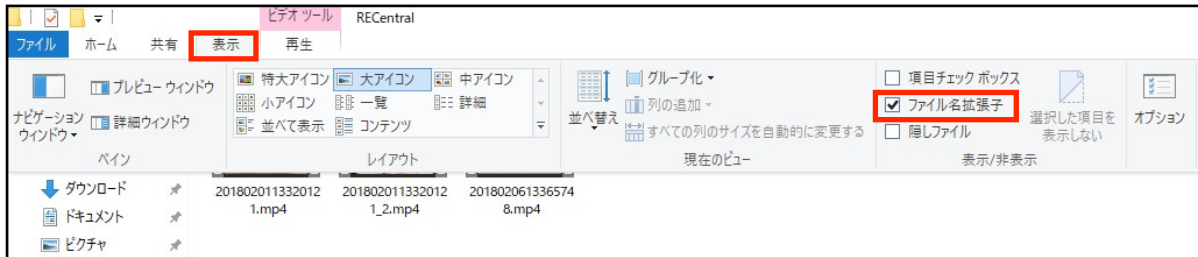 ビデオ ツール RECentral
ファイル ホーム 共有 表示 再生
ナビゲーション
ウィンドウ
プレビュー ウィンドウ
詳細ウィンドウ
ペイン
特大アイコン 大アイコン 中アイコン
小アイコン 一覧 詳細
並べて表示 コンテンツ
レイアウト
並べ替え
グループ化
列の追加
すべての列のサイズを自動的に変更する
現在のビュー
項目チェック ボックス
ファイル名拡張子
隠しファイル
選択した項目を
表示しない
表示/非表示
オプション
ダウンロード
ドキュメント
ピクチャ
201802011332012
1.mp4
201802011332012
1_2.mp4
201802061336574
8.mp4